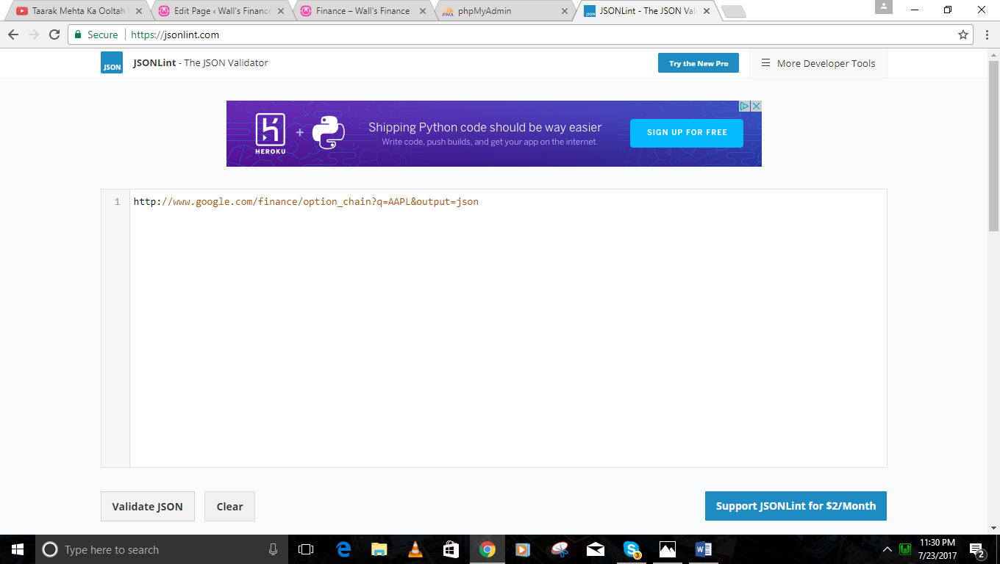 Taarak Mehta Ka Ooltah
Edit Page ‹ Wall's Finance
Finance – Wall's Finance
PMA
phpMyAdmin
JSON
JSONLint - The JSON Vali
Secure
https://jsonlint.com
JSON
JSONLint - The JSON Validator
Try the New Pro
More Developer Tools
HEROKU
+
Shipping Python code should be way easier
Write code, push builds, and get your app on the internet.
SIGN UP FOR FREE
1
http://www.google.com/finance/option_chain?q=AAPL&output=json
Validate JSON
Clear
Support JSONLint for $2/Month
Type here to search
3
11:30 PM
7/23/2017
2